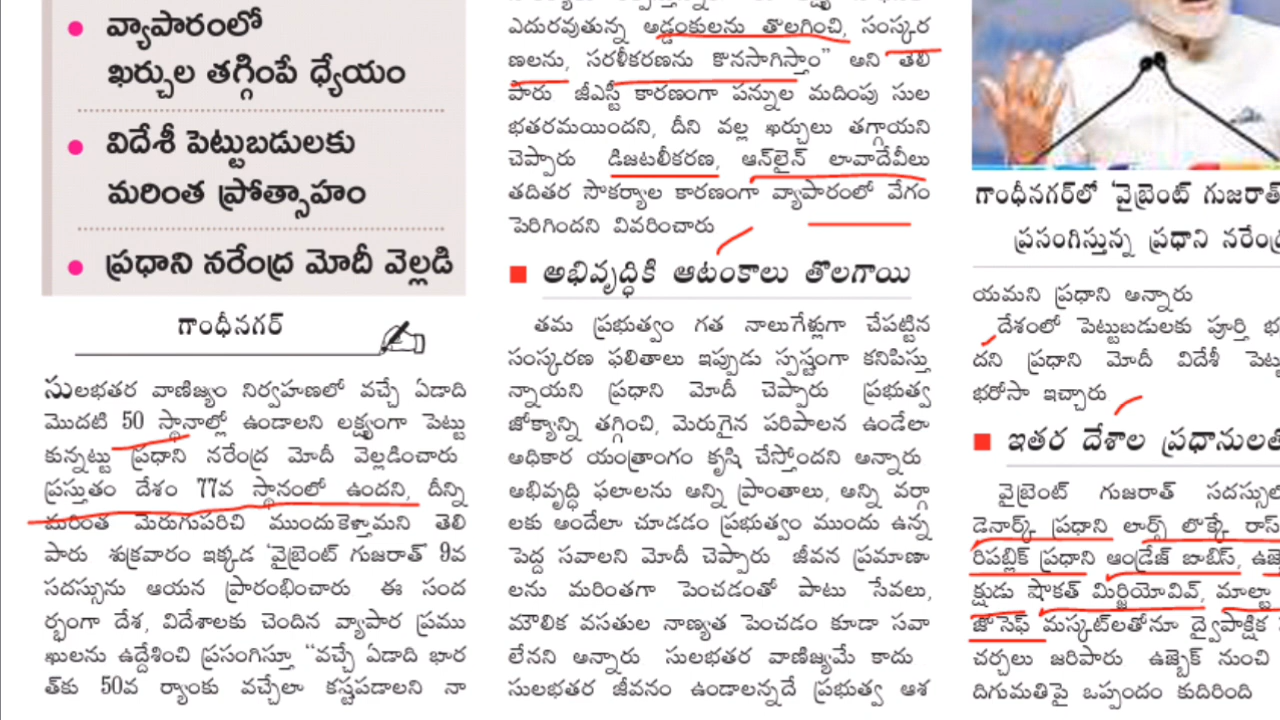 వ్యాపారంలో
ఖర్చుల తగ్గింపే ధ్యేయం
విదేశీ పెట్టుబడులకు
మరింత ప్రోత్సాహం
ప్రధాని నరేంద్ర మోదీ వెల్లడి
గాంధీనగర్
సులభతర వాణిజ్యం నిర్వహణలో వచ్చే ఏడాది
మొదటి 50 స్థానాల్లో ఉండాలని లక్ష్యంగా పెట్టు
కున్నట్టు ప్రధాని నరేంద్ర మోదీ వెల్లడించారు
ప్రస్తుతం దేశం 77వ స్థానంలో ఉందని, దీన్ని
మరింత మెరుగుపరిచి ముందుకెళ్తామని తెలి
పారు శుక్రవారం ఇక్కడ ‘వైబ్రెంట్ గుజరాత్’ 9వ
సదస్సును ఆయన ప్రారంభించారు ఈ సంద
ర్భంగా దేశ, విదేశాలకు చెందిన వ్యాపార ప్రము
ఖులను ఉద్దేశించి ప్రసంగిస్తూ ‘‘వచ్చే ఏడాది భార
త్‌కు 50వ ర్యాంకు వచ్చేలా కష్టపడాలని నా
ఎదురవుతున్న అడ్డంకులను తొలగించి, సంస్కర
ణలను, సరళీకరణను కొనసాగిస్తాం’’ అని తెలి
పారు జీఎస్టీ కారణంగా పన్నుల మదింపు సుల
భతరమయిందని, దీని వల్ల ఖర్చులు తగ్గాయని
చెప్పారు డిజటలీకరణ, ఆన్‌లైన్ లావాదేవీలు
తదితర సౌకర్యాల కారణంగా వ్యాపారంలో వేగం
పెరిగిందని వివరించారు
అభివృద్ధికి ఆటంకాలు తొలగాయి
తమ ప్రభుత్వం గత నాలుగేళ్లుగా చేపట్టిన
సంస్కరణ ఫలితాలు ఇప్పుడు స్పష్టంగా కనిపిస్తు
న్నాయని ప్రధాని మోదీ చెప్పారు ప్రభుత్వ
జోక్యాన్ని తగ్గించి, మెరుగైన పరిపాలన ఉండేలా
అధికార యంత్రాంగం కృషి చేస్తోందని అన్నారు
అభివృద్ధి ఫలాలను అన్ని ప్రాంతాలు, అన్ని వర్గా
లకు అందేలా చూడడం ప్రభుత్వం ముందు ఉన్న
పెద్ద సవాలని మోదీ చెప్పారు జీవన ప్రమాణా
లను మరింతగా పెంచడంతో పాటు సేవలు,
మౌలిక వసతుల నాణ్యత పెంచడం కూడా సవా
లేనని అన్నారు సులభతర వాణిజ్యమే కాదు
సులభతర జీవనం ఉండాలన్నదే ప్రభుత్వ ఆశ
గాంధీనగర్‌లో ‘వైబ్రెంట్ గుజరాత్
ప్రసంగిస్తున్న ప్రధాని
యమని ప్రధాని అన్నారు
దేశంలో పెట్టుబడులకు పూర్తి
దని ప్రధాని మోదీ విదేశీ
భరోసా ఇచ్చారు
ఇతర దేశాల
వైబ్రెంట్ గుజరాత్
డెనార్క్ ప్రధాని లార్స్ లొక్కే
రిపబ్లిక్ ప్రధాని ఆండ్రేజ్ బాబిస్,
క్షుడు షౌకత్ మిర్జియోవివ్, మాల్టా
జోసెఫ్ మస్కట్‌లతోనూ ద్వైపాక్షిక
చర్చలు జరిపారు ఉజ్బెక్ నుంచి
దిగుమతిపై ఒప్పందం కుదిరింది